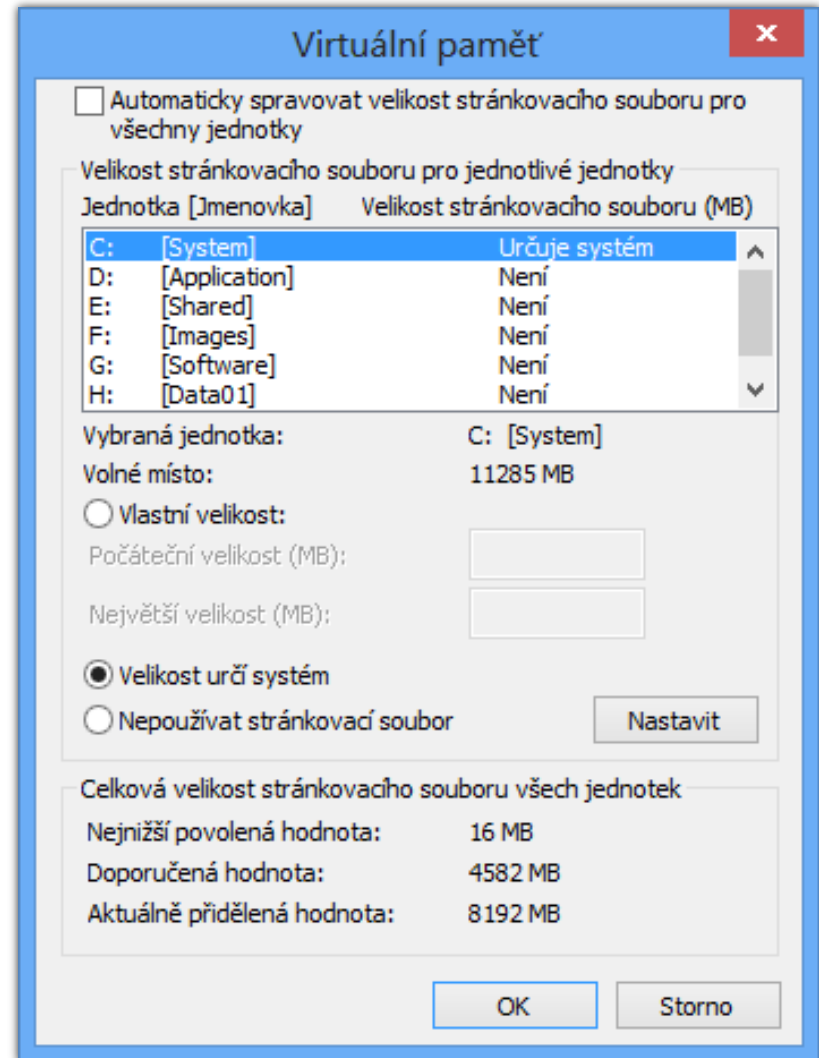 Virtuální paměť
Automaticky spravovat velikost stránkovacího souboru pro
všechny jednotky
Velikost stránkovacího souboru pro jednotlivé jednotky
Jednotka [Jmenovka] Velikost stránkovacího souboru (MB)
C: [System] Určuje systém
D: [Application] Není
E: [Shared] Není
F: [Images] Není
G: [Software] Není
H: [Data01] Není
Vybraná jednotka: C: [System]
Volné místo: 11285 MB
Vlastní velikost:
Počáteční velikost (MB):
Největší velikost (MB):
Velikost určí systém
Nepoužívat stránkovací soubor Nastavit
Celková velikost stránkovacího souboru všech jednotek
Nejnižší povolená hodnota: 16 MB
Doporučená hodnota: 4582 MB
Aktuálně přidělená hodnota: 8192 MB
OK Storno